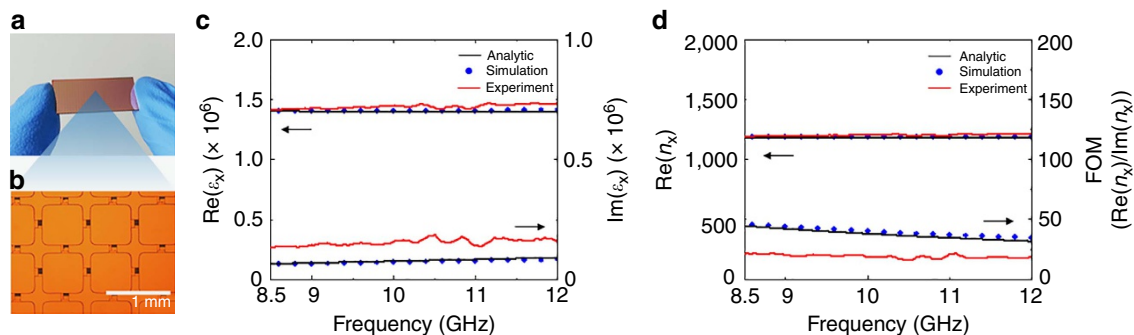 a
b
1 mm
c
2.0
1.5
1.0
0.5
0
Re(εx) (× 10⁶)
Analytic
Simulation
Experiment
1.0
0.5
0
Im(εx) (× 10⁶)
8.5 9 10 11 12
Frequency (GHz)
d
2,000
1,500
1,000
500
0
Re(nx)
Analytic
Simulation
Experiment
200
150
100
50
0
FOM
(Re(nx)/Im(nx))
8.5 9 10 11 12
Frequency (GHz)